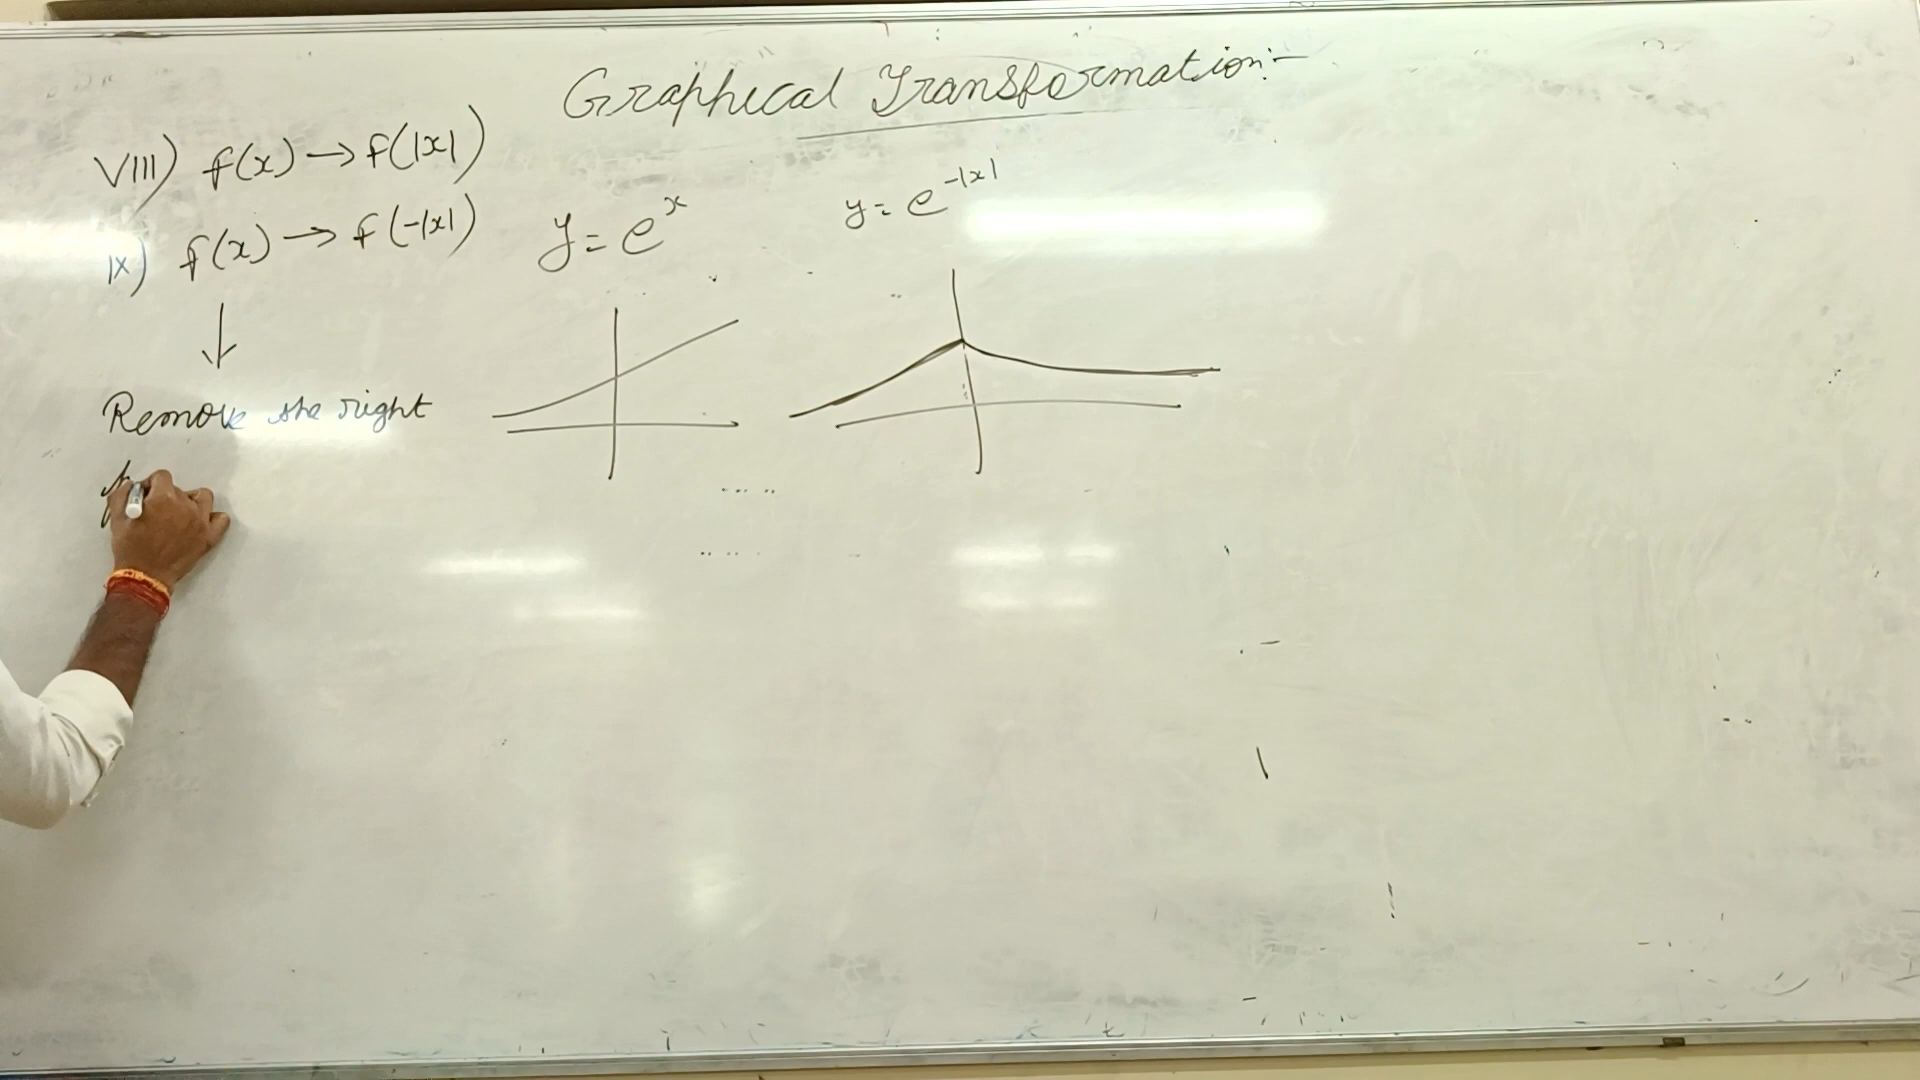 Graphical Transformation:-
VIII) f(x) → f(|x|)
IX) f(x) → f(-|x|)
y = e^x
y = e^-|x|
Remove the right